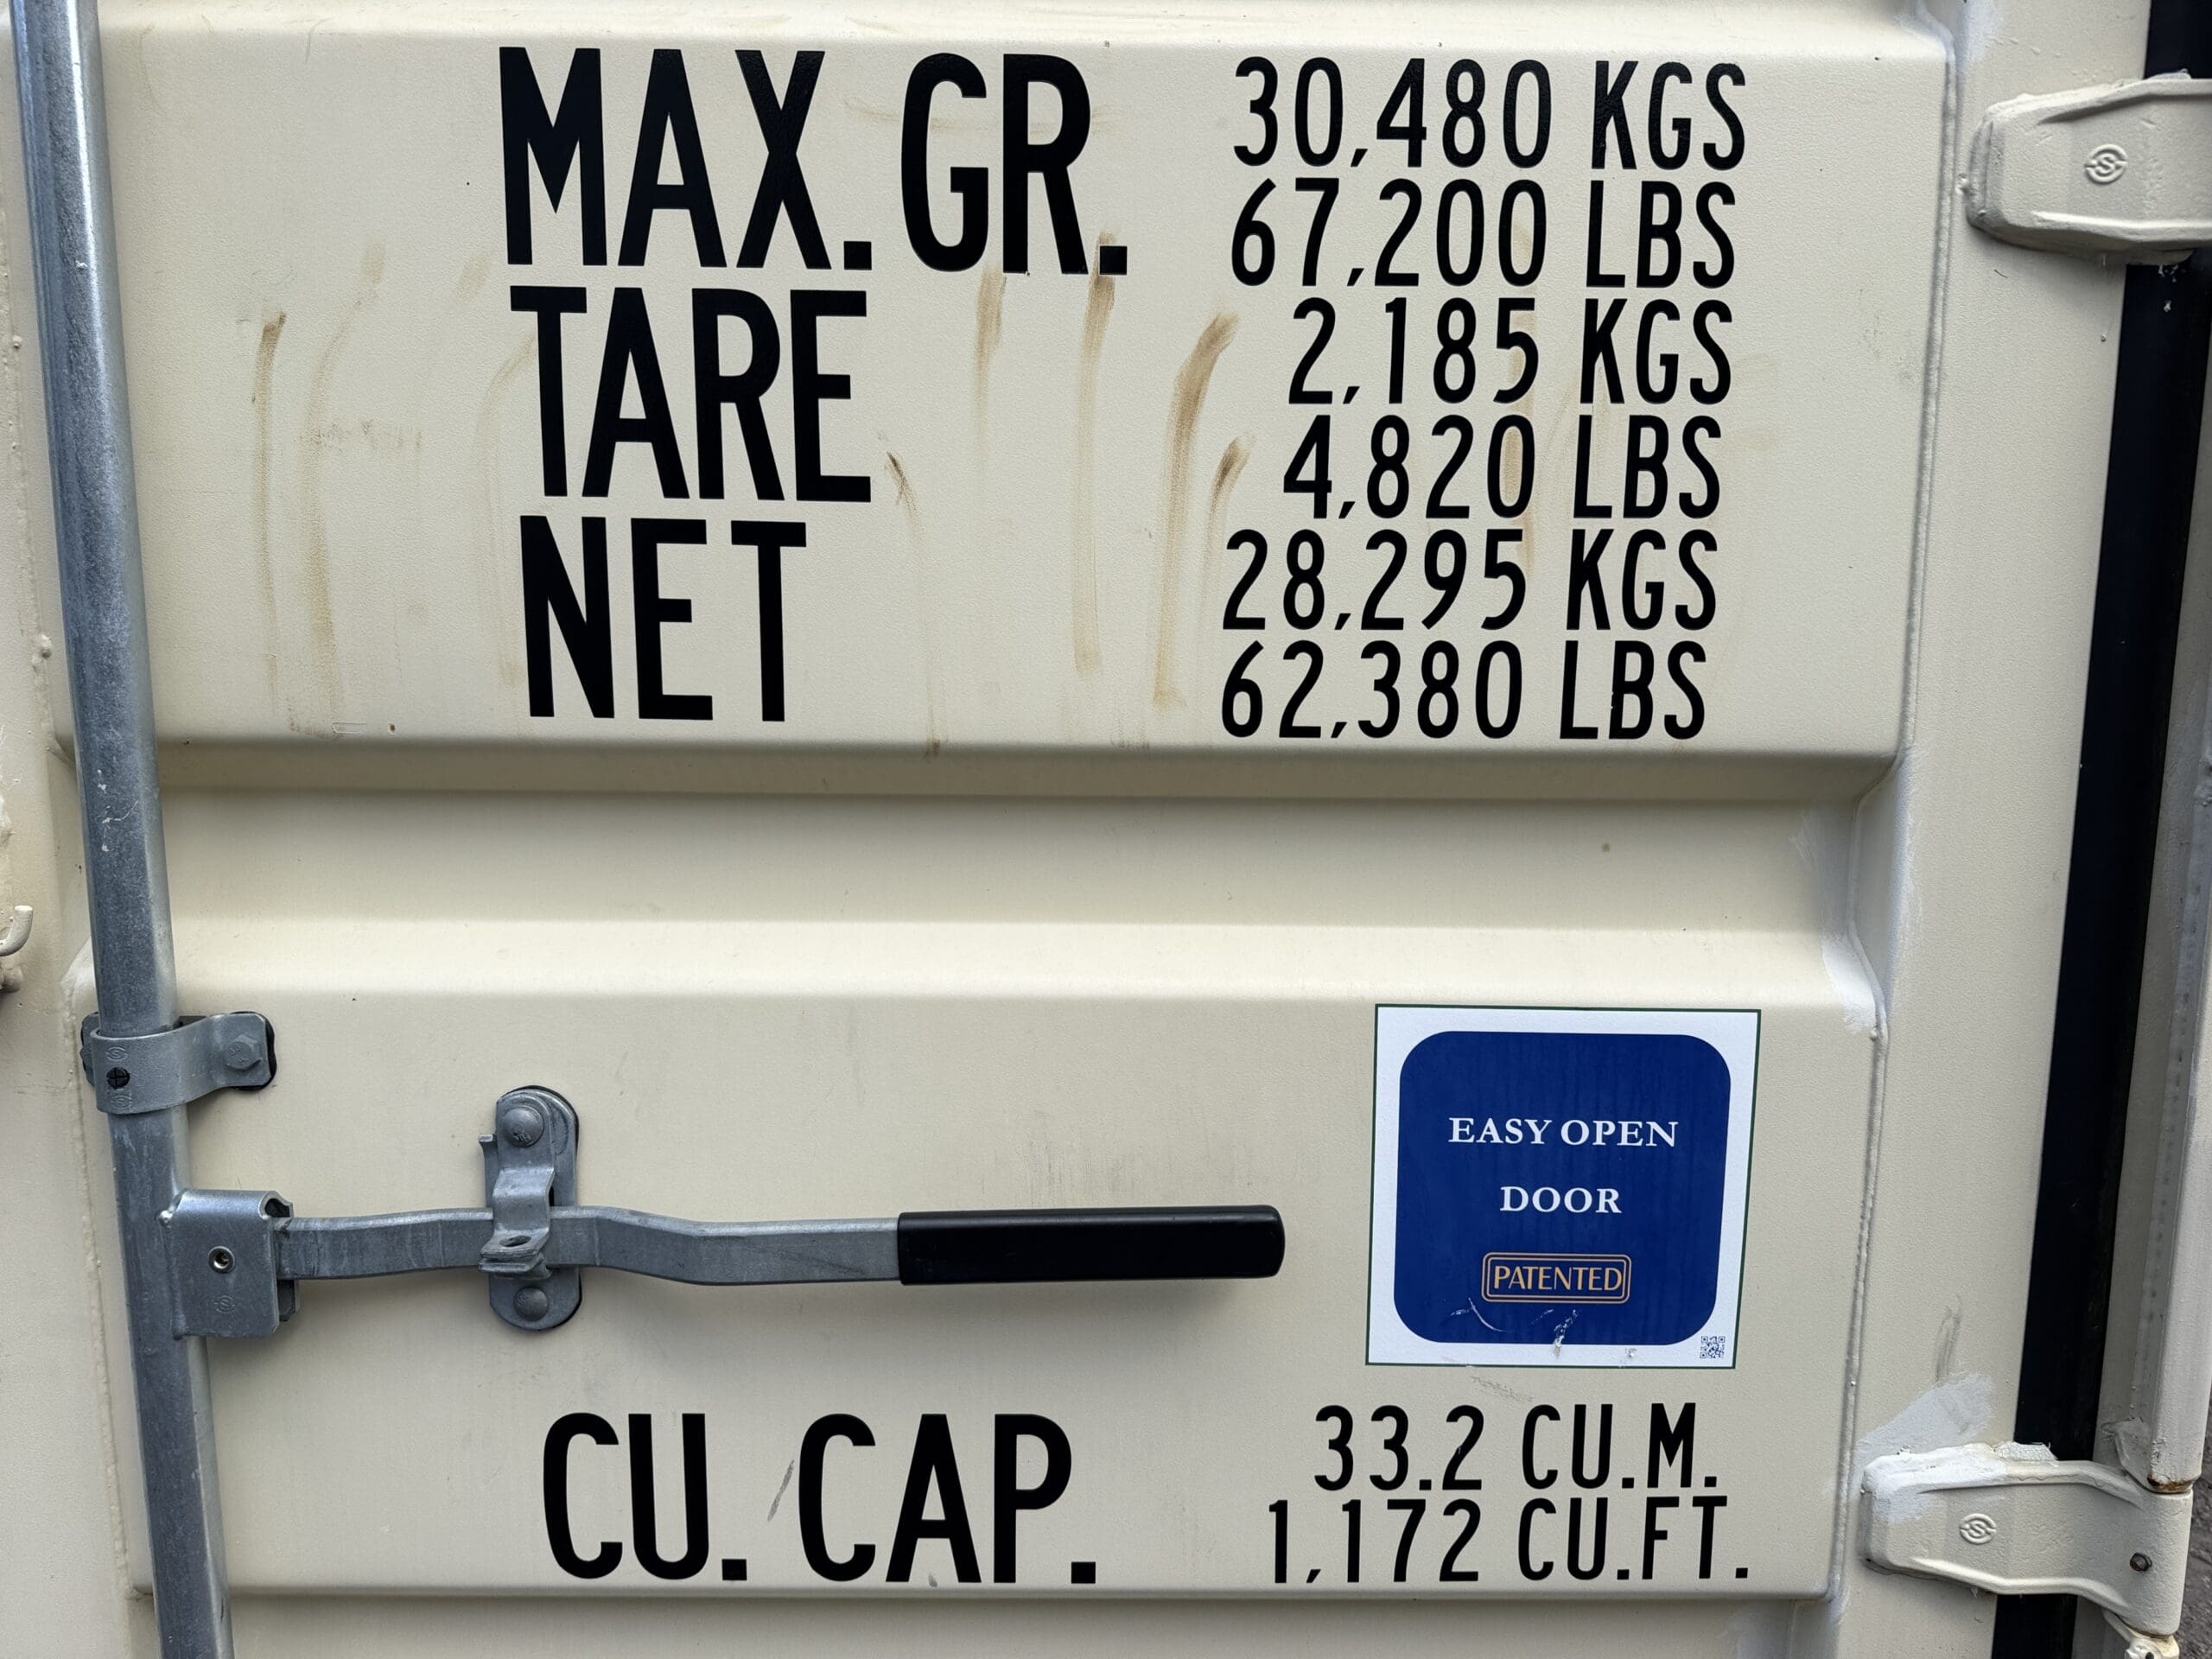 MAX. GR. 30,480 KGS
67,200 LBS
TARE 2,185 KGS
4,820 LBS
NET 28,295 KGS
62,380 LBS
EASY OPEN
DOOR
PATENTED
CU. CAP. 33.2 CU.M.
1,172 CU.FT.